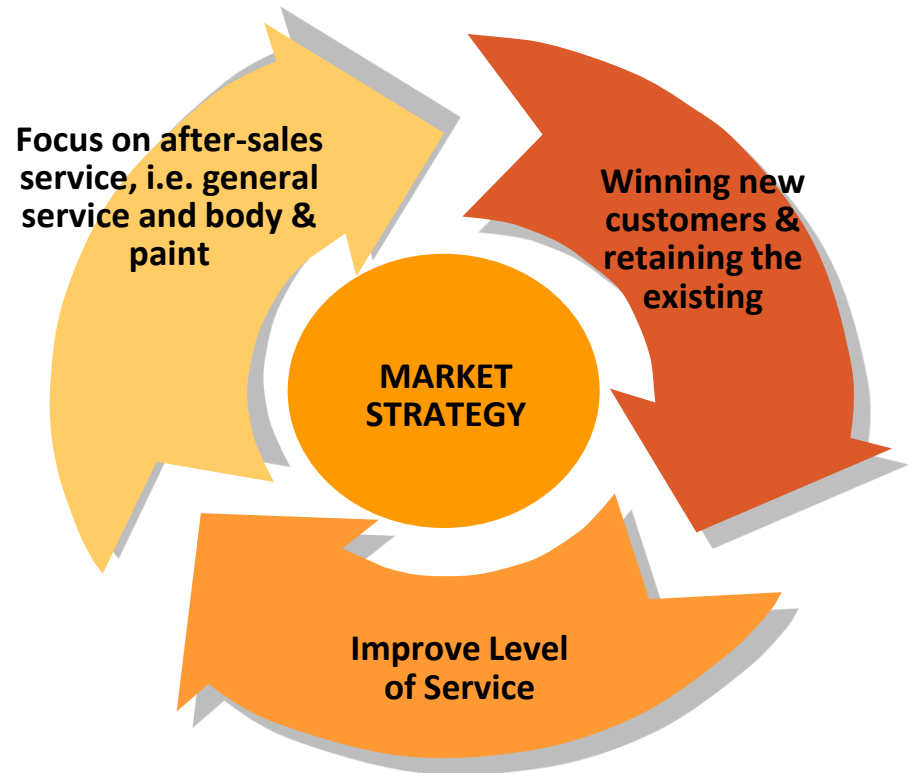 Focus on after-sales
service, i.e. general
service and body &
paint
Winning new
customers &
retaining the
existing
MARKET
STRATEGY
Improve Level
of Service